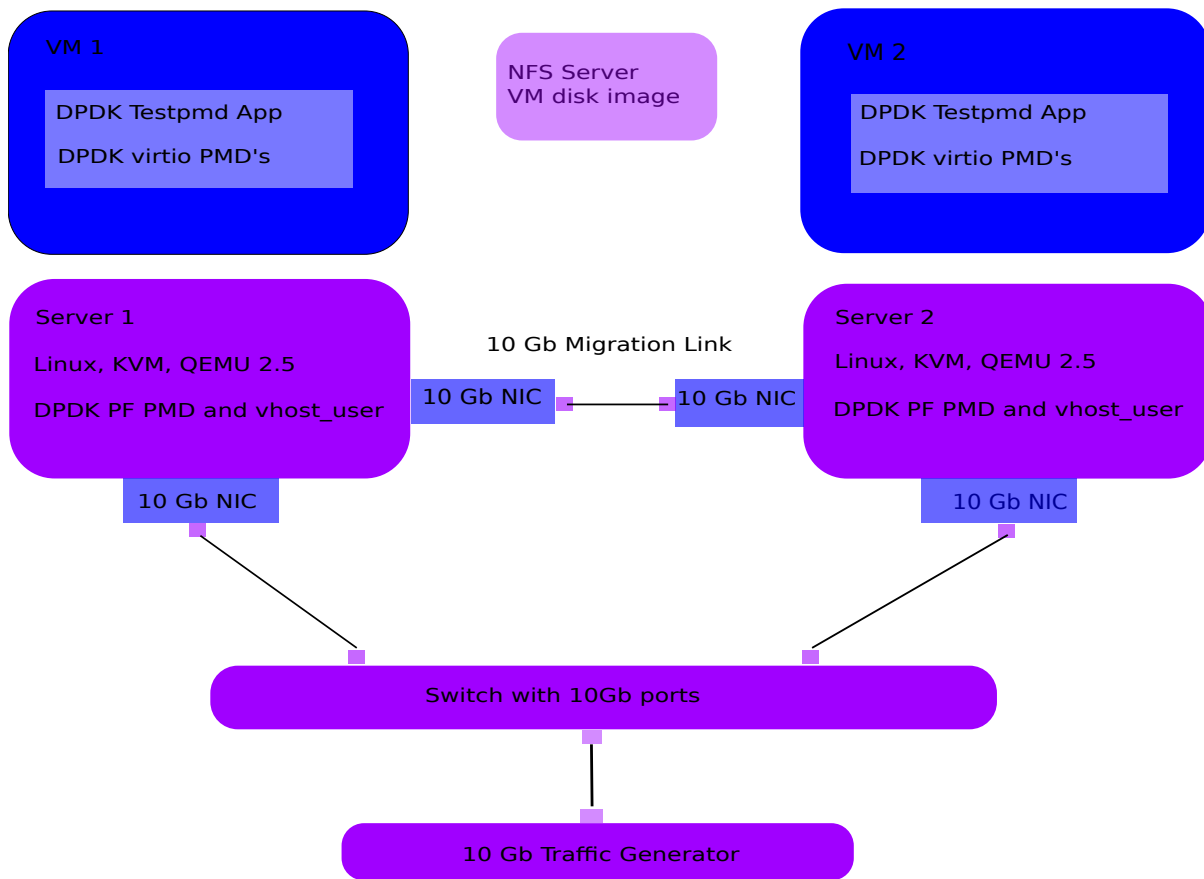 VM 1
DPDK Testpmd App
DPDK virtio PMD's
NFS Server
VM disk image
VM 2
DPDK Testpmd App
DPDK virtio PMD's
Server 1
Linux, KVM, QEMU 2.5
DPDK PF PMD and vhost_user
10 Gb Migration Link
10 Gb NIC
10 Gb NIC
Server 2
Linux, KVM, QEMU 2.5
DPDK PF PMD and vhost_user
10 Gb NIC
10 Gb NIC
Switch with 10Gb ports
10 Gb Traffic Generator